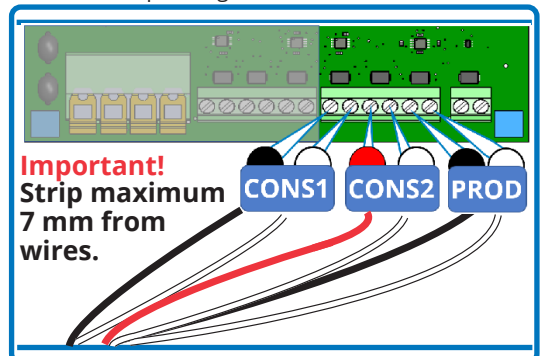 Important!
Strip maximum
7 mm from
wires.
CONS1 CONS2 PROD